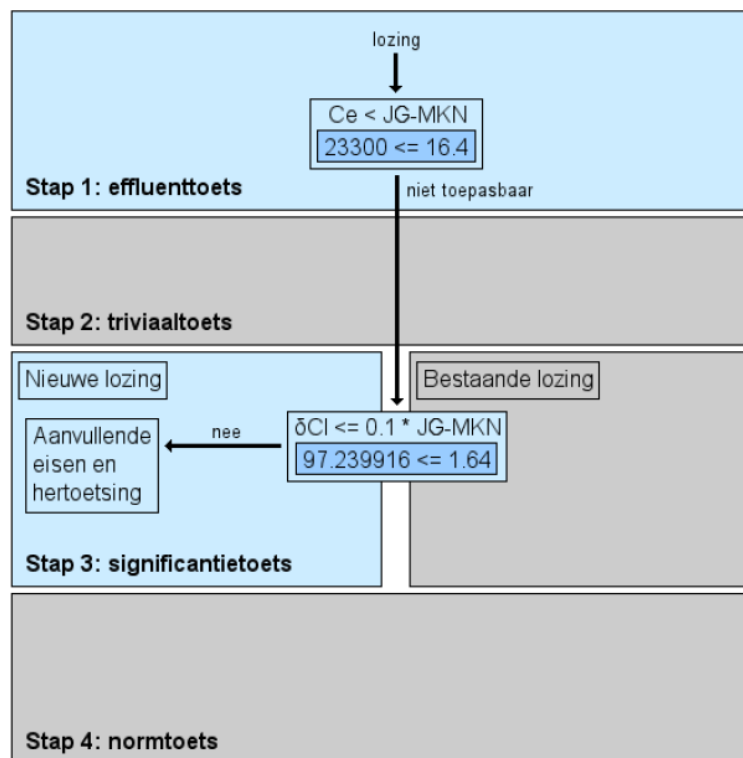 lozing
Ce < JG-MKN
23300 <= 16.4
Stap 1: effluenttoets
niet toepasbaar
Stap 2: triviaaltoets
Nieuwe lozing
Bestaande lozing
δCl <= 0.1 * JG-MKN
97.239916 <= 1.64
nee
Aanvullende
eisen en
hertoetsing
Stap 3: significantietoets
Stap 4: normtoets